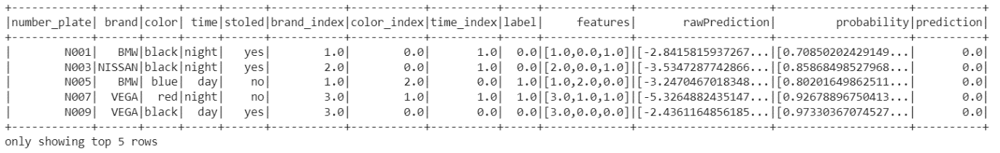 +------------+------+-----+-----+------+-----------+-----------+----------+-----+-------------+--------------------+--------------------+----------+
|number_plate| brand|color| time|stoled|brand_index|color_index|time_index|label|     features|       rawPrediction|         probability|prediction|
+------------+------+-----+-----+------+-----------+-----------+----------+-----+-------------+--------------------+--------------------+----------+
|        N001|   BMW|black|night|   yes|        1.0|        0.0|       1.0|  0.0|[1.0,0.0,1.0]|[-2.8415815937267...|[0.70850202429149...|       0.0|
|        N003|NISSAN|black|night|   yes|        2.0|        0.0|       1.0|  0.0|[2.0,0.0,1.0]|[-3.5347287742866...|[0.85868498527968...|       0.0|
|        N005|   BMW| blue|  day|    no|        1.0|        2.0|       0.0|  1.0|[1.0,2.0,0.0]|[-3.2470467018348...|[0.80201649862511...|       0.0|
|        N007|  VEGA|  red|night|    no|        3.0|        1.0|       1.0|  1.0|[3.0,1.0,1.0]|[-5.3264882435147...|[0.92678896750413...|       0.0|
|        N009|  VEGA|black|  day|   yes|        3.0|        0.0|       0.0|  0.0|[3.0,0.0,0.0]|[-2.4361164856185...|[0.97330367074527...|       0.0|
+------------+------+-----+-----+------+-----------+-----------+----------+-----+-------------+--------------------+--------------------+----------+
only showing top 5 rows